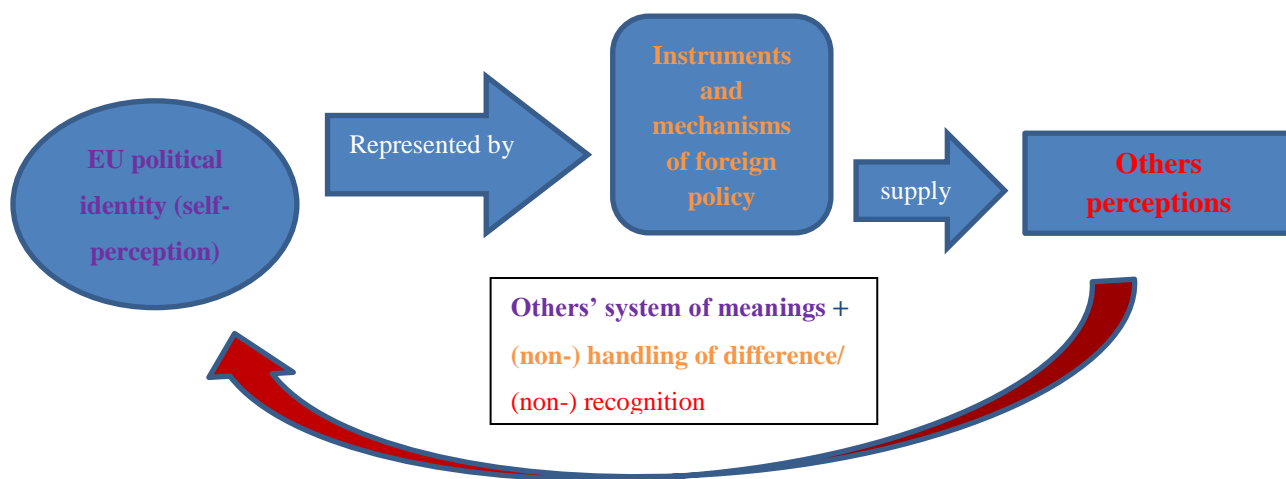 EU political
identity (self-
perception)
Represented by
Instruments
and
mechanisms
of foreign
policy
supply
Others
perceptions
Others’ system of meanings +
(non-) handling of difference/
(non-) recognition